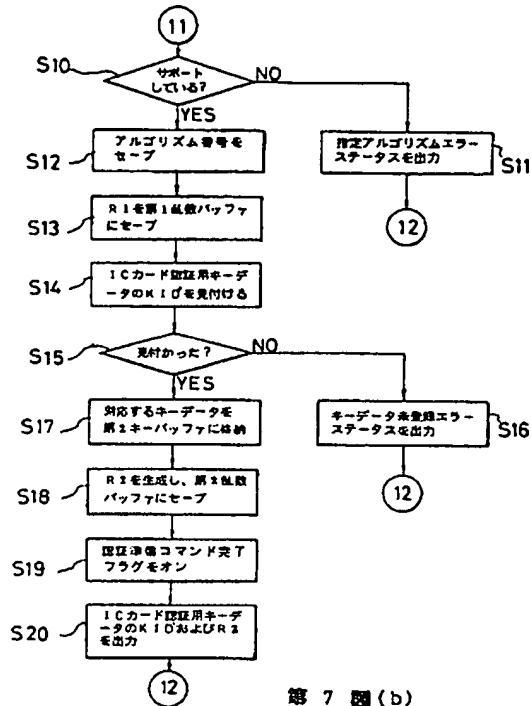 11
S10
サポート
している?
NO
YES
S12
アルゴリズム番号を
セーブ
指定アルゴリズムエラー
ステータスを出力
S11
12
S13
R1を第1乱数バッファ
にセーブ
S14
ICカード認証用キーデ
ータのKID'を見付ける
S15
見付かった?
NO
YES
S17
対応するキーデータを
第2キーバッファに格納
キーデータ未登録エラー
ステータスを出力
S16
12
S18
R2を生成し、第2乱数
バッファにセーブ
S19
認証準備コマンド完了
フラグをオン
S20
ICカード認証用キーデ
ータのKID'およびR2
を出力
12
第 7 図(b)